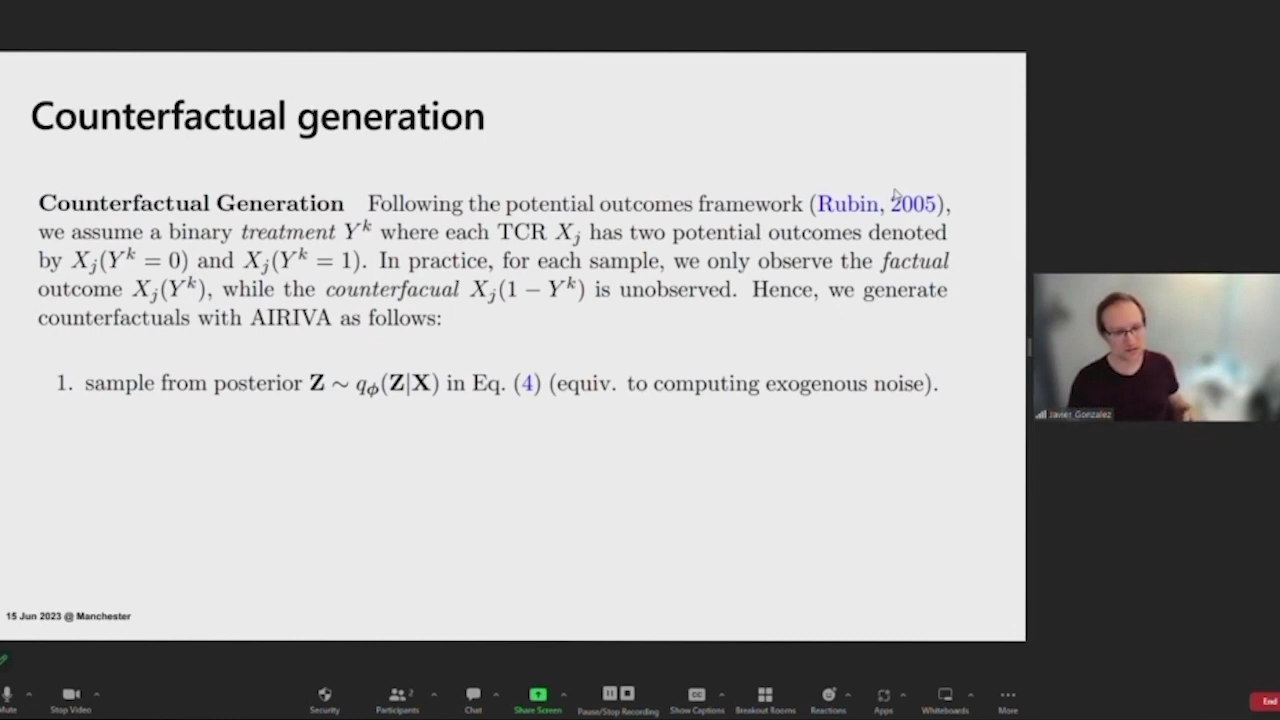 Counterfactual generation
Counterfactual Generation Following the potential outcomes framework (Rubin, 2005),
we assume a binary treatment Y^k where each TCR X_j has two potential outcomes denoted
by X_j(Y^k = 0) and X_j(Y^k = 1). In practice, for each sample, we only observe the factual
outcome X_j(Y^k), while the counterfacual X_j(1 − Y^k) is unobserved. Hence, we generate
counterfactuals with AIRIVA as follows:
1. sample from posterior Z ∼ q_ϕ(Z|X) in Eq. (4) (equiv. to computing exogenous noise).
Javier Gonzalez
15 Jun 2023 @ Manchester
Mute Stop Video Security Participants 2 Chat Share Screen Pause/Stop Recording CC Show Captions Breakout Rooms Reactions Apps Whiteboards More End